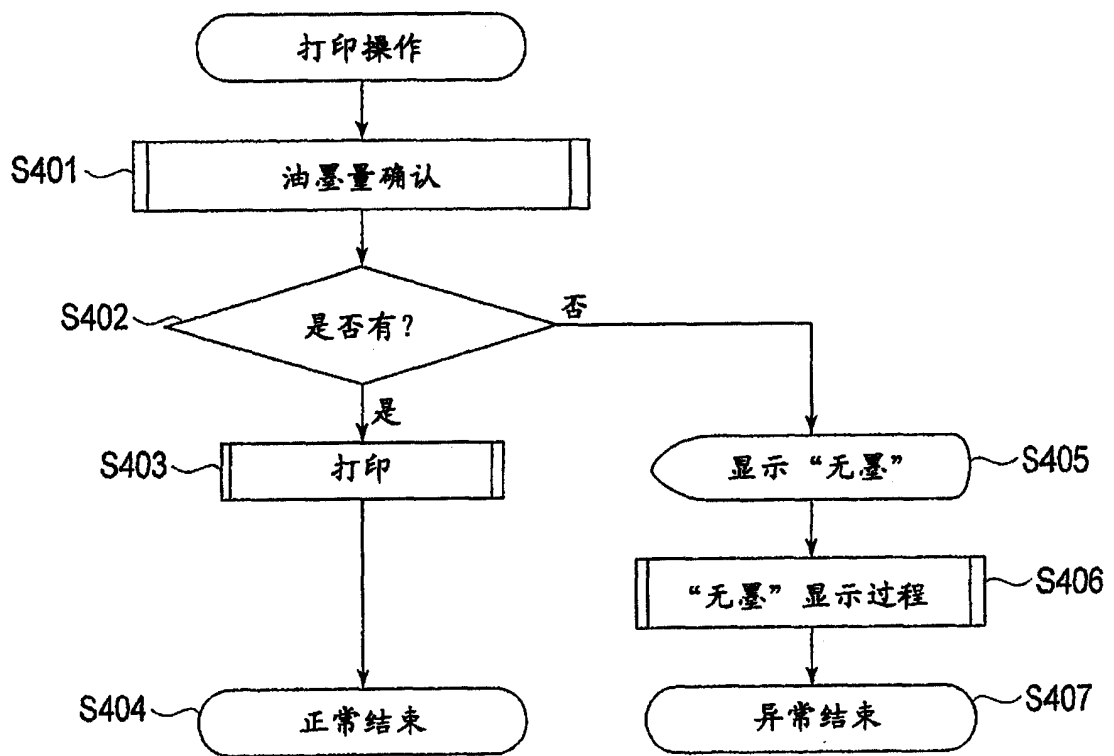 打印操作
S401
油墨量确认
S402
是否有?
否
是
S403
打印
显示“无墨”
S405
“无墨”显示过程
S406
S404
正常结束
异常结束
S407